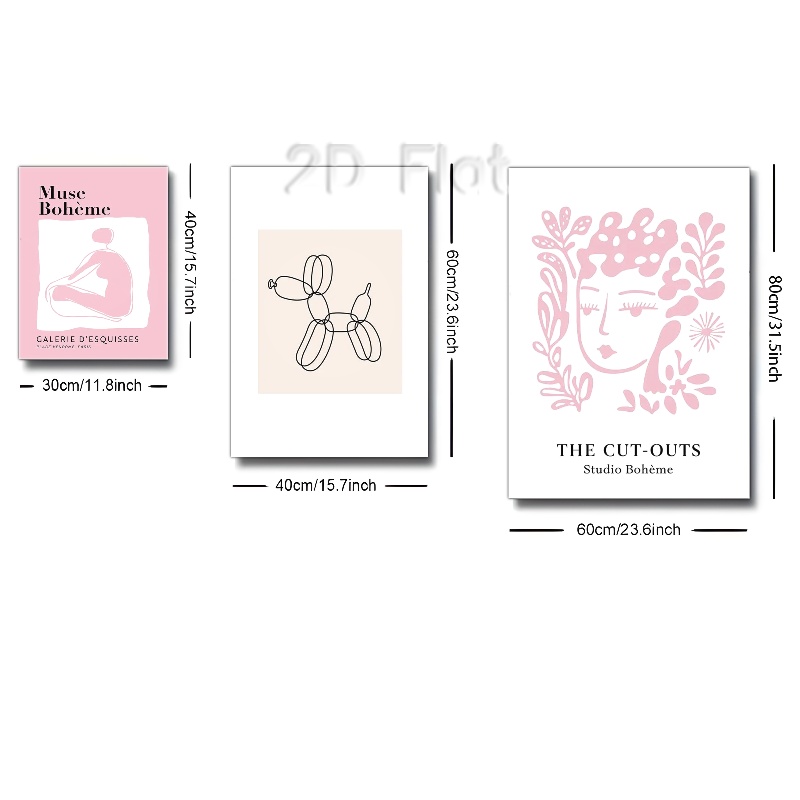 2D Flat
Muse
Bohème
GALERIE D'ESQUISSES
40cm/15.7inch
30cm/11.8inch
60cm/23.6inch
40cm/15.7inch
THE CUT-OUTS
Studio Bohème
80cm/31.5inch
60cm/23.6inch